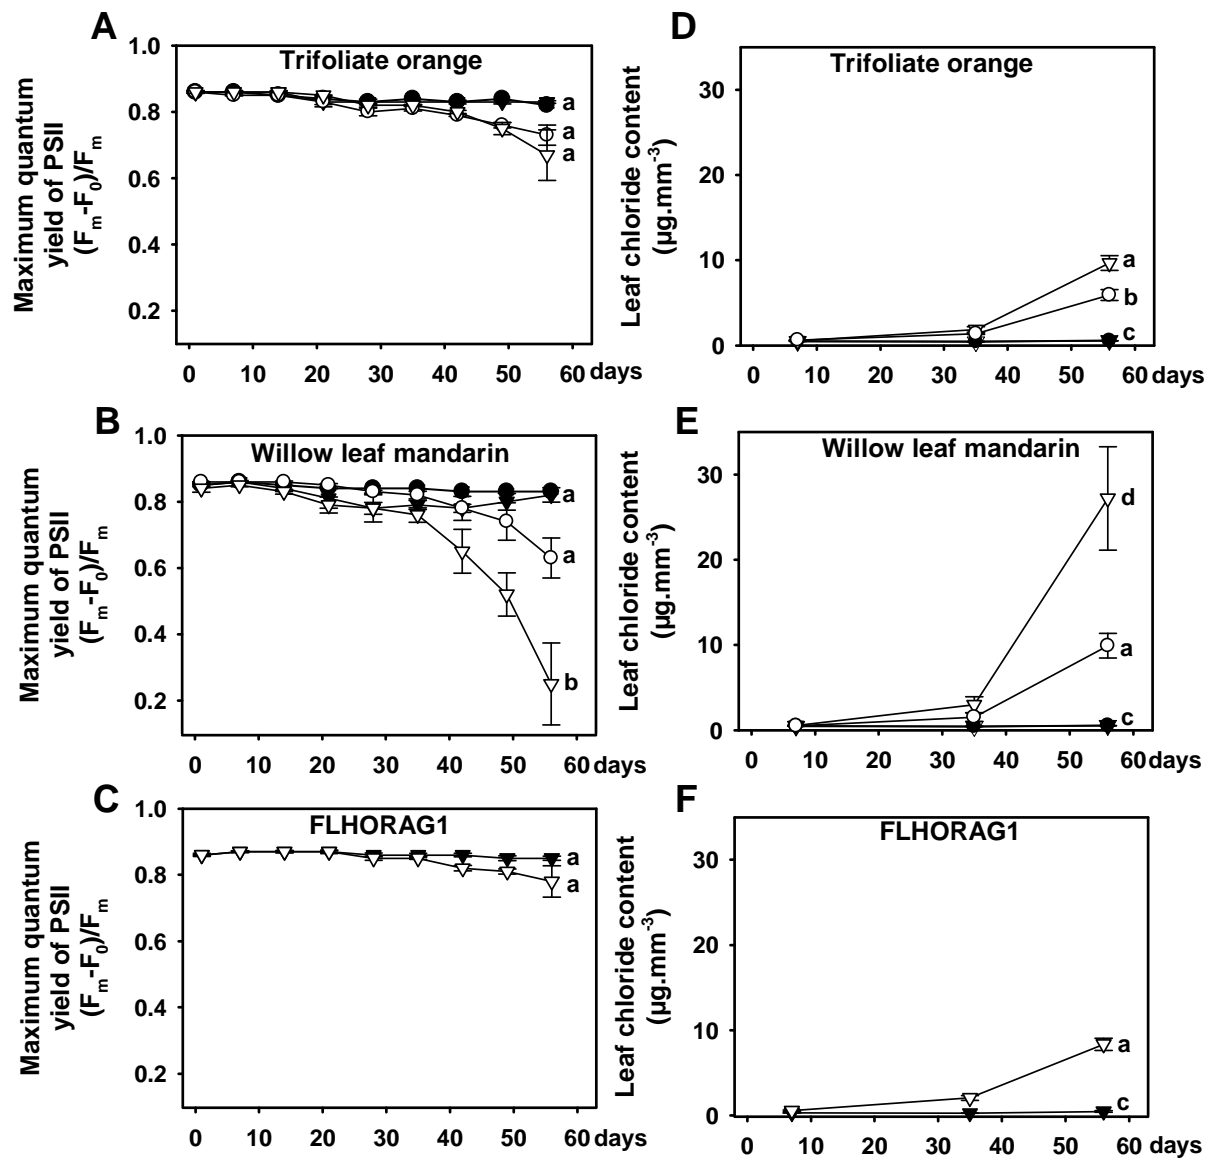 A
Trifoliate orange
Maximum quantum
yield of PSII
(Fm-F0)/Fm
1.0
0.8
0.6
0.4
0.2
a
a
a
0 10 20 30 40 50 60 days
D
Trifoliate orange
Leaf chloride content
(µg.mm-3)
30
20
10
0
a
b
c
0 10 20 30 40 50 60 days
B
Willow leaf mandarin
Maximum quantum
yield of PSII
(Fm-F0)/Fm
1.0
0.8
0.6
0.4
0.2
a
a
b
0 10 20 30 40 50 60 days
E
Willow leaf mandarin
Leaf chloride content
(µg.mm-3)
30
20
10
0
d
a
c
0 10 20 30 40 50 60 days
C
FLHORAG1
Maximum quantum
yield of PSII
(Fm-F0)/Fm
1.0
0.8
0.6
0.4
0.2
a
a
0 10 20 30 40 50 60 days
F
FLHORAG1
Leaf chloride content
(µg.mm-3)
30
20
10
0
a
c
0 10 20 30 40 50 60 days